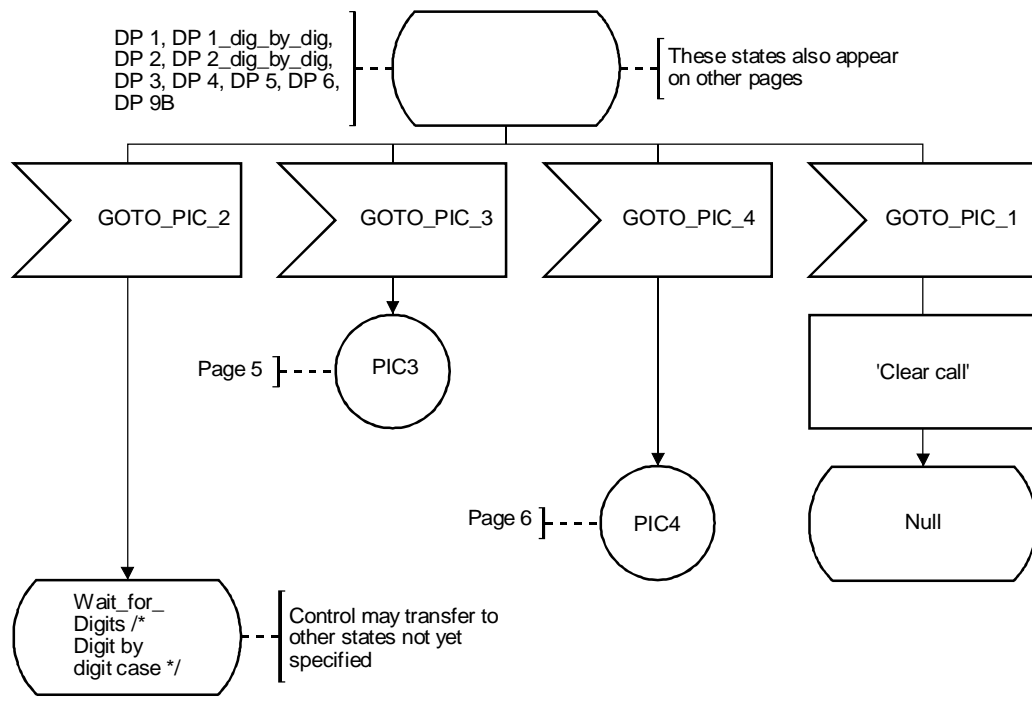 DP 1, DP 1_dig_by_dig,
DP 2, DP 2_dig_by_dig,
DP 3, DP 4, DP 5, DP 6,
DP 9B
These states also appear
on other pages
GOTO_PIC_2
GOTO_PIC_3
GOTO_PIC_4
GOTO_PIC_1
Page 5
PIC3
'Clear call'
Page 6
PIC4
Null
Wait_for_
Digits /*
Digit by
digit case */
Control may transfer to
other states not yet
specified